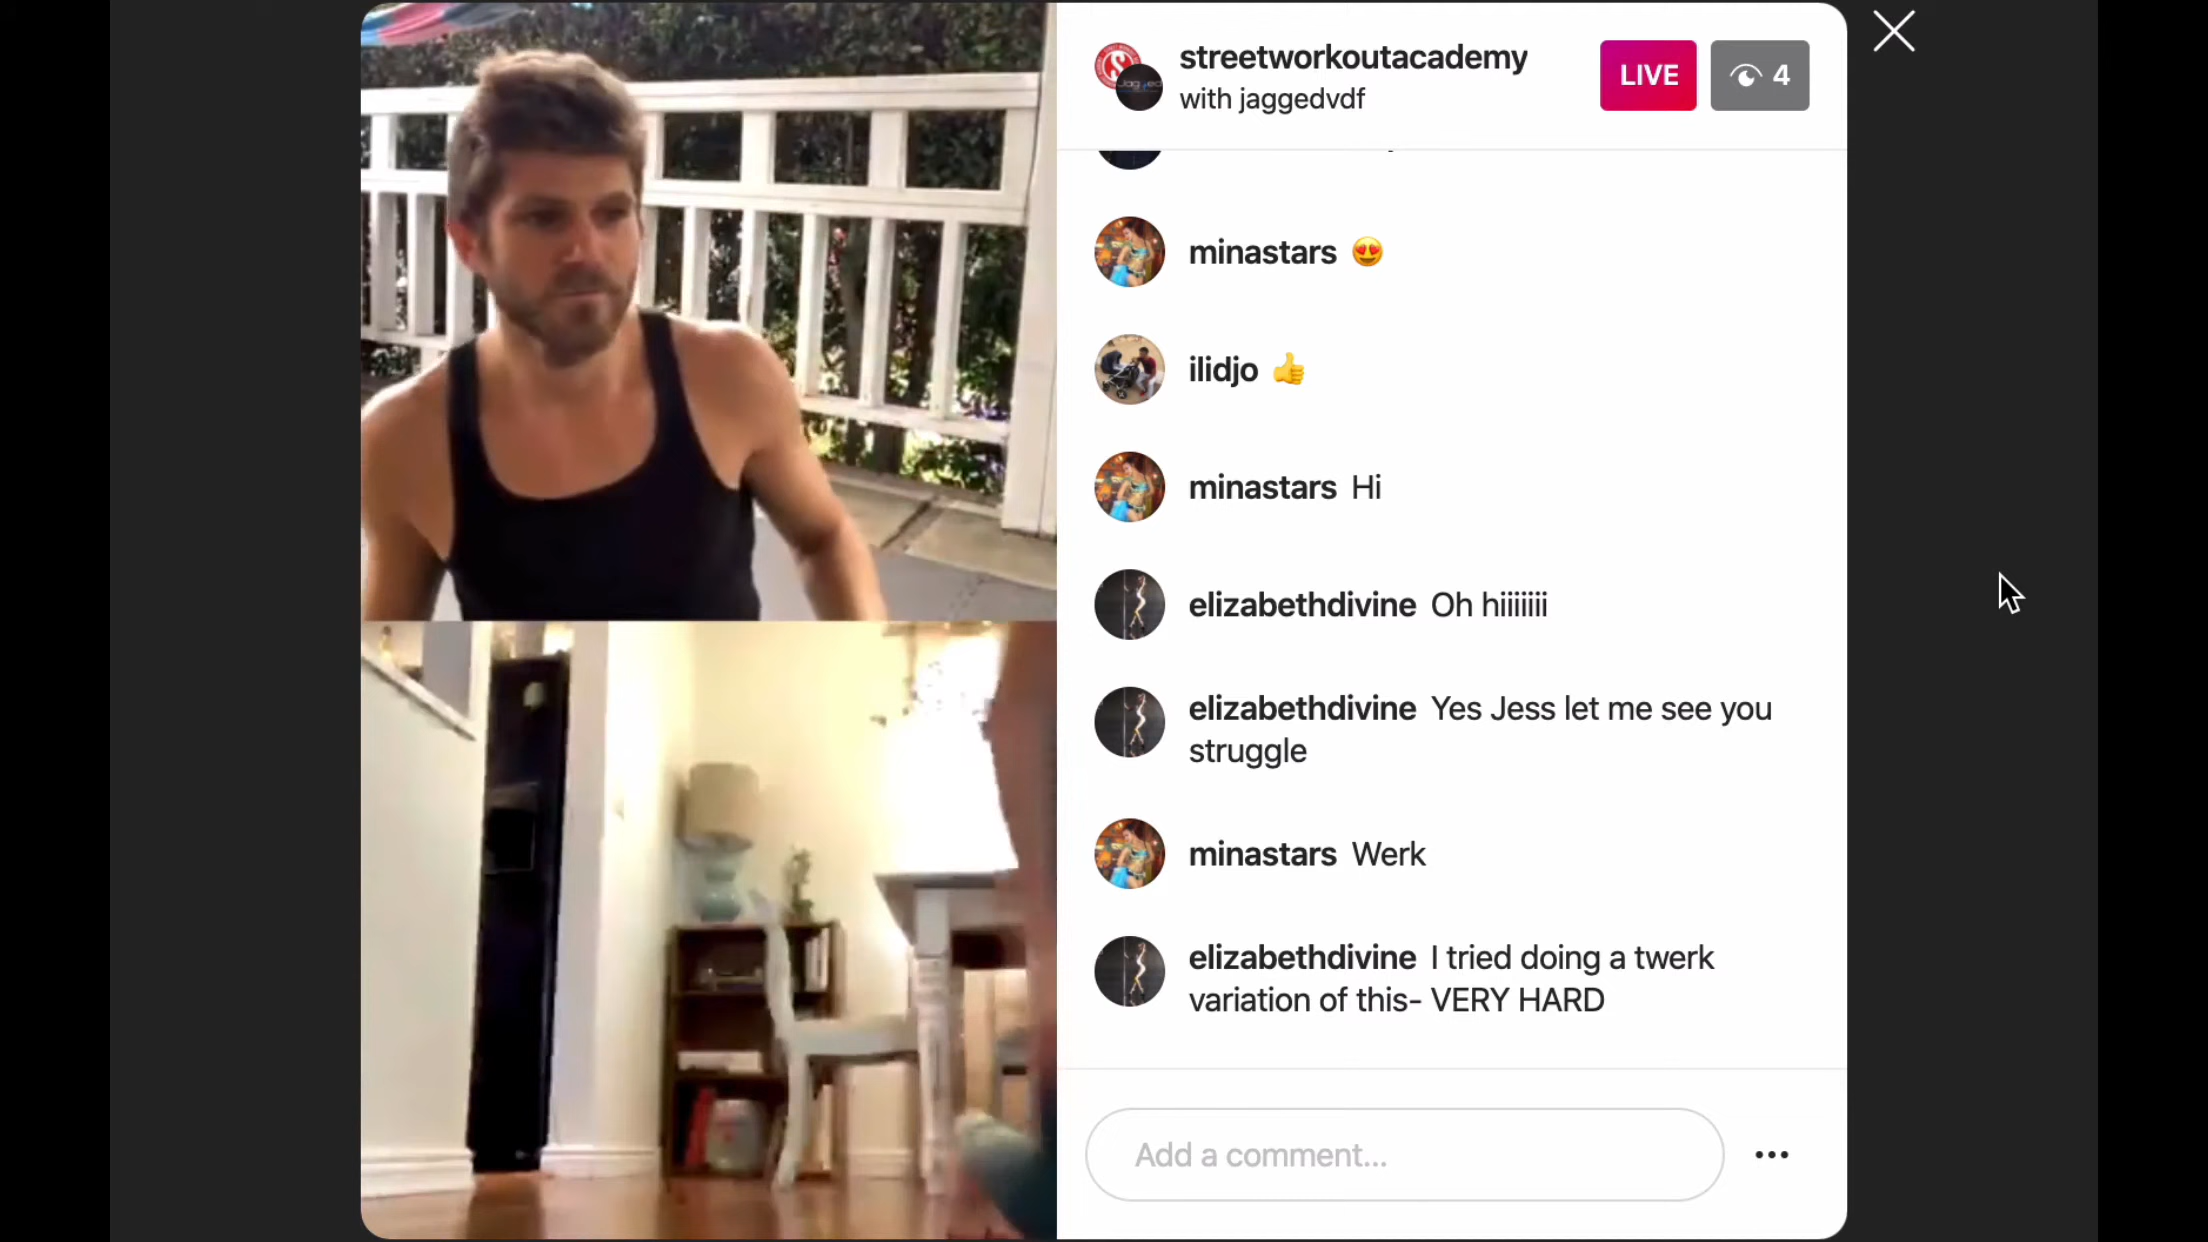 streetworkoutacademy
with jaggedvdf
LIVE
4
minastars 😍
ilidjo 👍
minastars Hi
elizabethdivine Oh hiiiiiii
elizabethdivine Yes Jess let me see you
struggle
minastars Werk
elizabethdivine I tried doing a twerk
variation of this- VERY HARD
Add a comment...